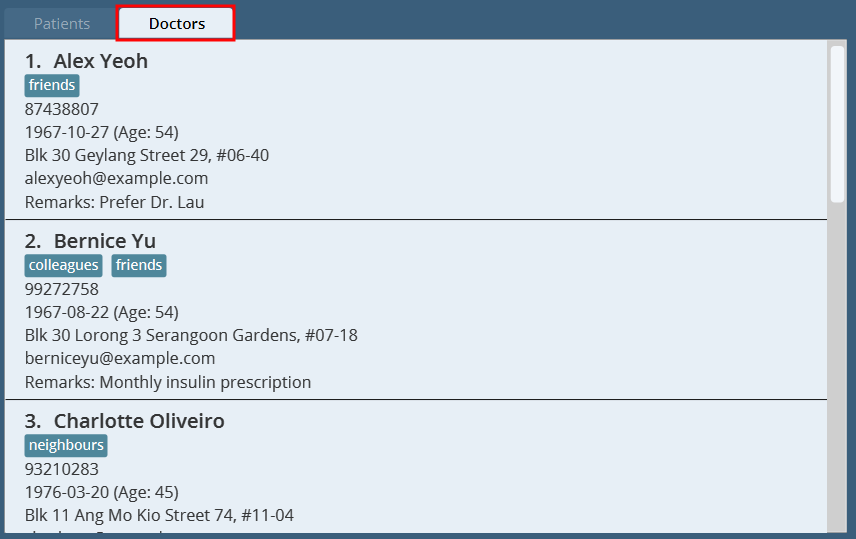 Patients
Doctors
1. Alex Yeoh
friends
87438807
1967-10-27 (Age: 54)
Blk 30 Geylang Street 29, #06-40
alexyeoh@example.com
Remarks: Prefer Dr. Lau
2. Bernice Yu
colleagues friends
99272758
1967-08-22 (Age: 54)
Blk 30 Lorong 3 Serangoon Gardens, #07-18
berniceyu@example.com
Remarks: Monthly insulin prescription
3. Charlotte Oliveiro
neighbours
93210283
1976-03-20 (Age: 45)
Blk 11 Ang Mo Kio Street 74, #11-04